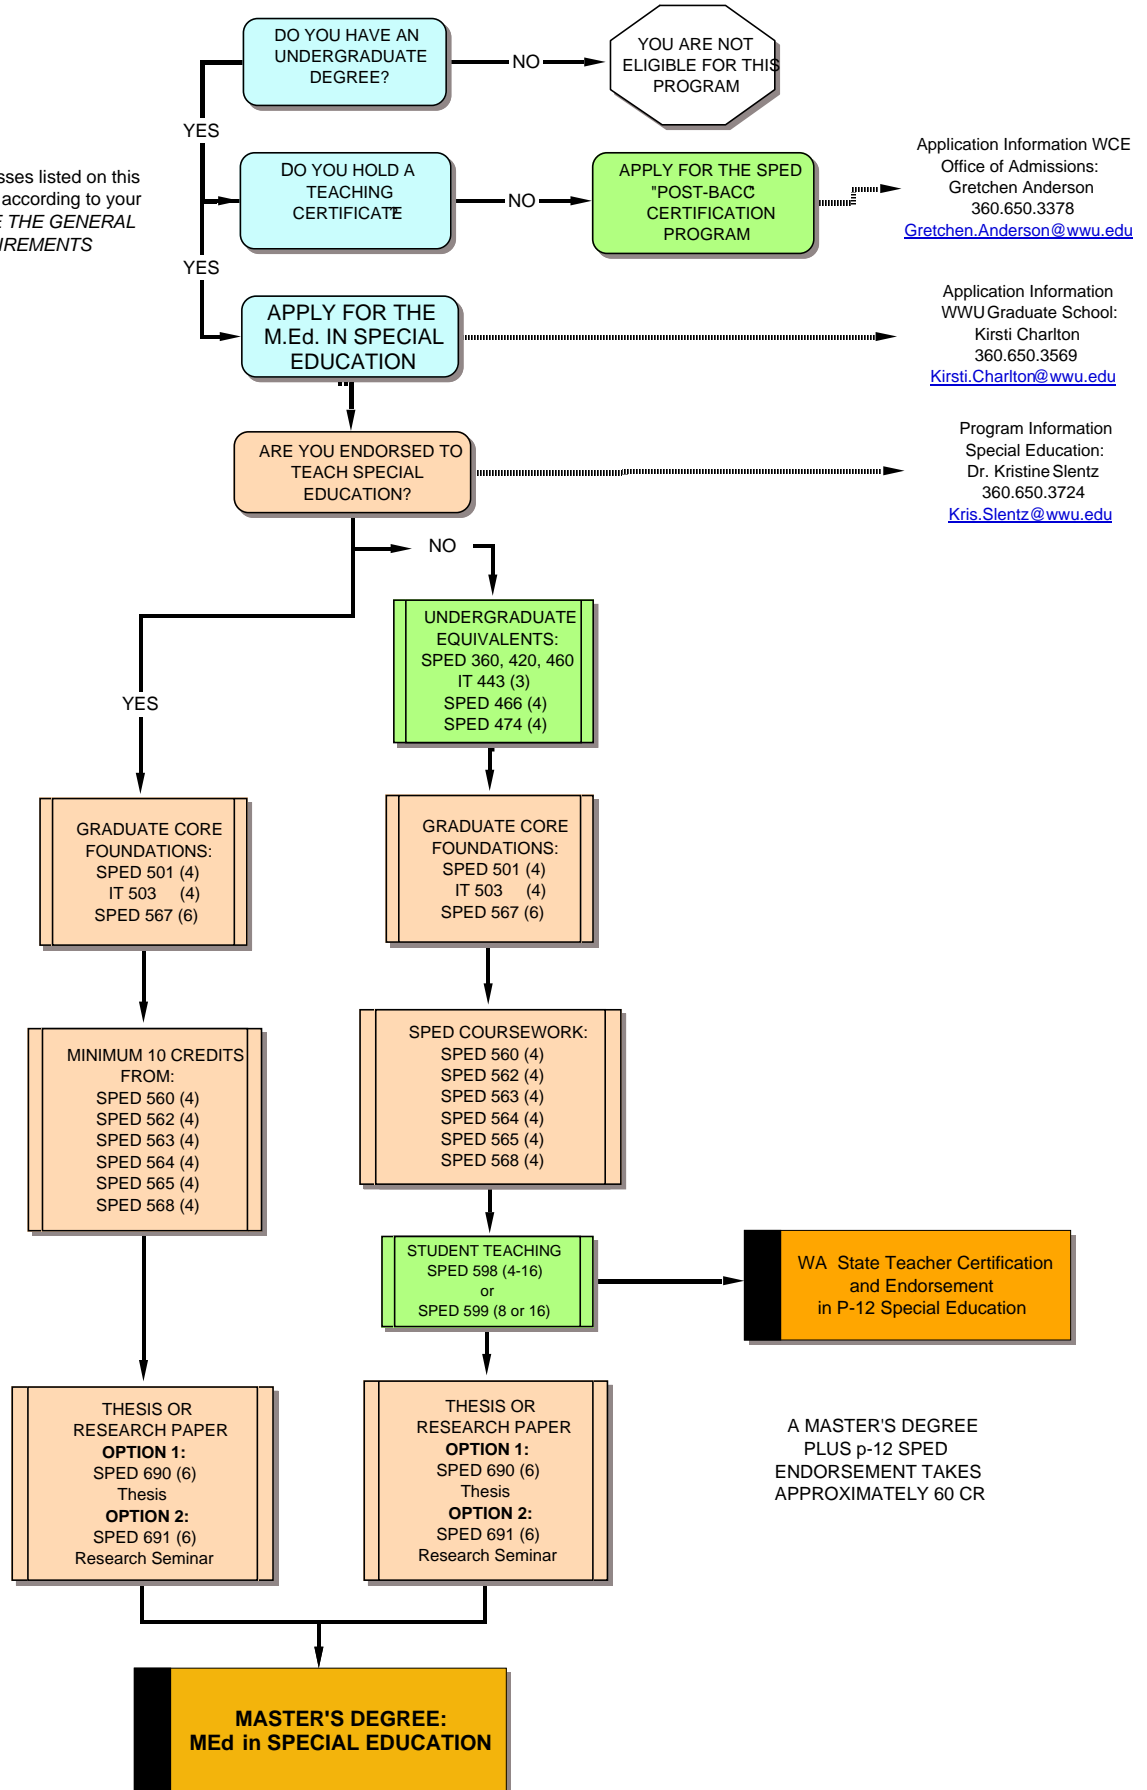 DO YOU HAVE AN
UNDERGRADUATE
DEGREE?
NO
YOU ARE NOT
ELIGIBLE FOR THIS
PROGRAM
YES
sses listed on this
according to your
E THE GENERAL
IREMENTS
DO YOU HOLD A
TEACHING
CERTIFICATE?
NO
APPLY FOR THE SPED
"POST-BACC"
CERTIFICATION
PROGRAM
Application Information WCE
Office of Admissions:
Gretchen Anderson
360.650.3378
Gretchen.Anderson@wwu.edu
YES
APPLY FOR THE
M.Ed. IN SPECIAL
EDUCATION
Application Information
WWU Graduate School:
Kirsti Charlton
360.650.3569
Kirsti.Charlton@wwu.edu
ARE YOU ENDORSED TO
TEACH SPECIAL
EDUCATION?
Program Information
Special Education:
Dr. Kristine Slentz
360.650.3724
Kris.Slentz@wwu.edu
NO
YES
UNDERGRADUATE
EQUIVALENTS:
SPED 360, 420, 460
IT 443 (3)
SPED 466 (4)
SPED 474 (4)
GRADUATE CORE
FOUNDATIONS:
SPED 501 (4)
IT 503 (4)
SPED 567 (6)
GRADUATE CORE
FOUNDATIONS:
SPED 501 (4)
IT 503 (4)
SPED 567 (6)
MINIMUM 10 CREDITS
FROM:
SPED 560 (4)
SPED 562 (4)
SPED 563 (4)
SPED 564 (4)
SPED 565 (4)
SPED 568 (4)
SPED COURSEWORK:
SPED 560 (4)
SPED 562 (4)
SPED 563 (4)
SPED 564 (4)
SPED 565 (4)
SPED 568 (4)
STUDENT TEACHING
SPED 598 (4-16)
or
SPED 599 (8 or 16)
WA State Teacher Certification
and Endorsement
in P-12 Special Education
THESIS OR
RESEARCH PAPER
OPTION 1:
SPED 690 (6)
Thesis
OPTION 2:
SPED 691 (6)
Research Seminar
THESIS OR
RESEARCH PAPER
OPTION 1:
SPED 690 (6)
Thesis
OPTION 2:
SPED 691 (6)
Research Seminar
A MASTER'S DEGREE
PLUS p-12 SPED
ENDORSEMENT TAKES
APPROXIMATELY 60 CR
MASTER'S DEGREE:
MEd in SPECIAL EDUCATION